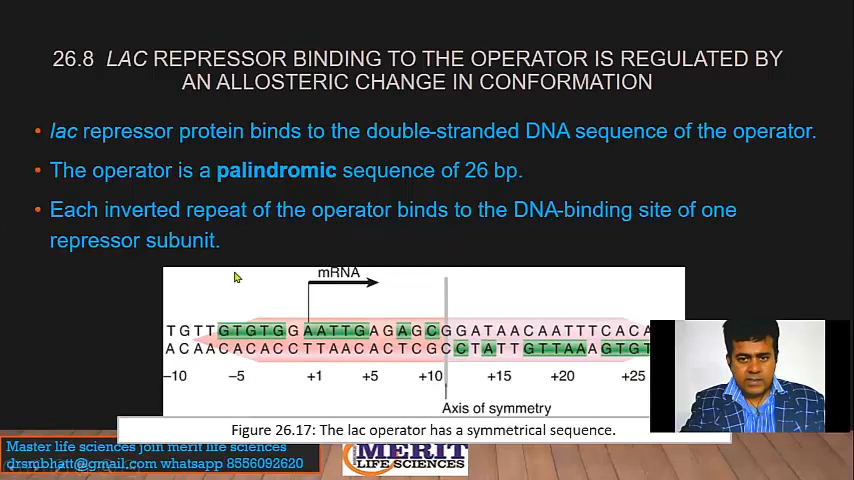 26.8 LAC REPRESSOR BINDING TO THE OPERATOR IS REGULATED BY
AN ALLOSTERIC CHANGE IN CONFORMATION
• lac repressor protein binds to the double-stranded DNA sequence of the operator.
• The operator is a palindromic sequence of 26 bp.
• Each inverted repeat of the operator binds to the DNA-binding site of one
repressor subunit.
mRNA
TGTTGTGTGGAATTGAGAGCGGATAACAATTTCACA
ACAACACACCTTAACACTCGCCTATTGTTAAAGTGT
–10 –5 +1 +5 +10 +15 +20 +25
Axis of symmetry
Figure 26.17: The lac operator has a symmetrical sequence.
Master life sciences join merit life sciences
drsmbhatt@gmail.com whatsapp 8556092620
MERIT
LIFE SCIENCES